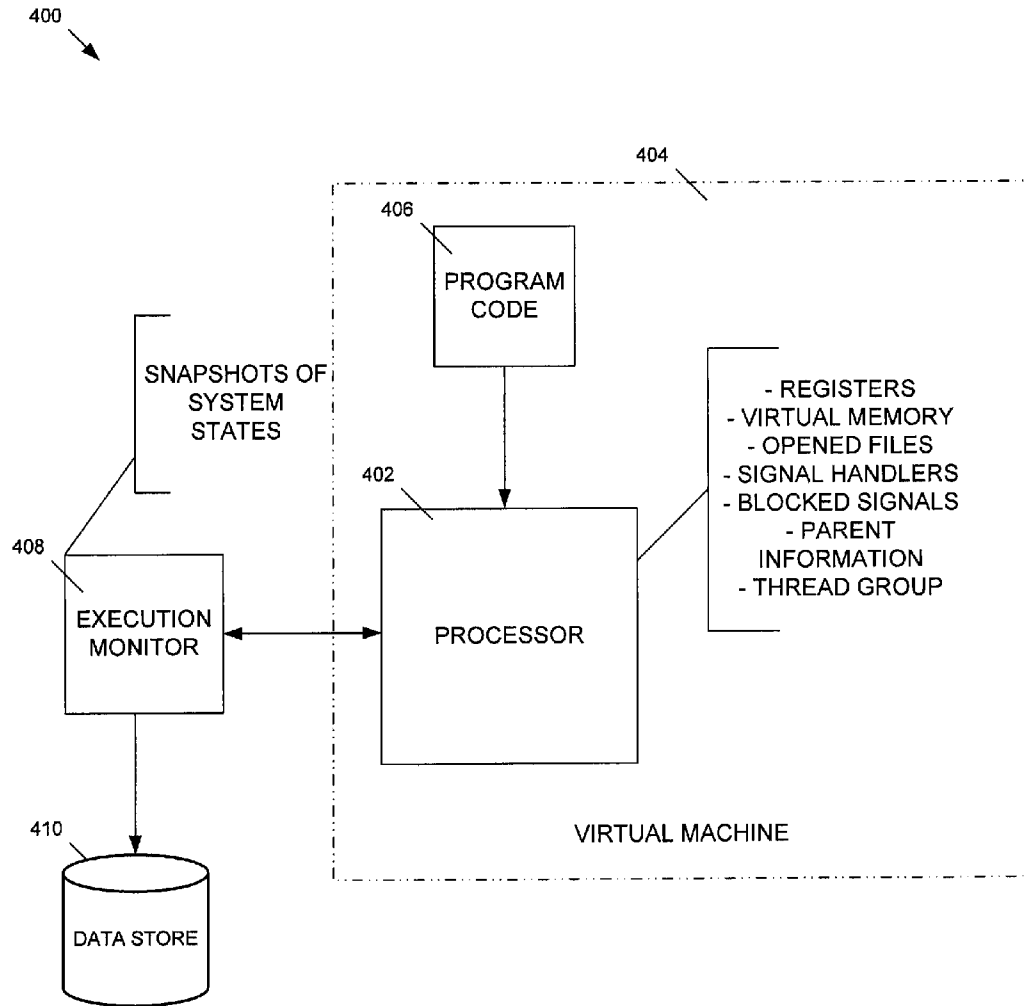 400
404
406
PROGRAM
CODE
SNAPSHOTS OF
SYSTEM
STATES
- REGISTERS
- VIRTUAL MEMORY
- OPENED FILES
- SIGNAL HANDLERS
- BLOCKED SIGNALS
- PARENT
INFORMATION
- THREAD GROUP
402
408
EXECUTION
MONITOR
PROCESSOR
410
VIRTUAL MACHINE
DATA STORE